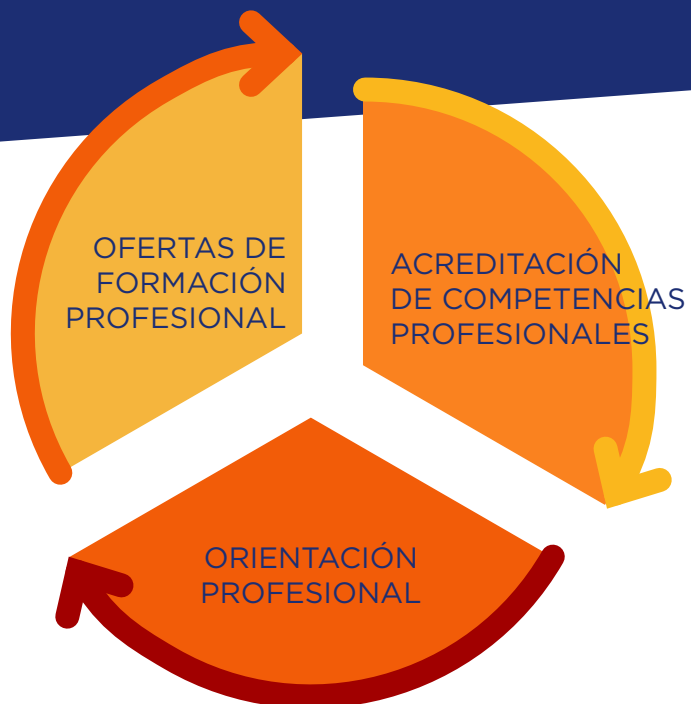 OFERTAS DE
FORMACIÓN
PROFESIONAL
ACREDITACIÓN
DE COMPETENCIAS
PROFESIONALES
ORIENTACIÓN
PROFESIONAL